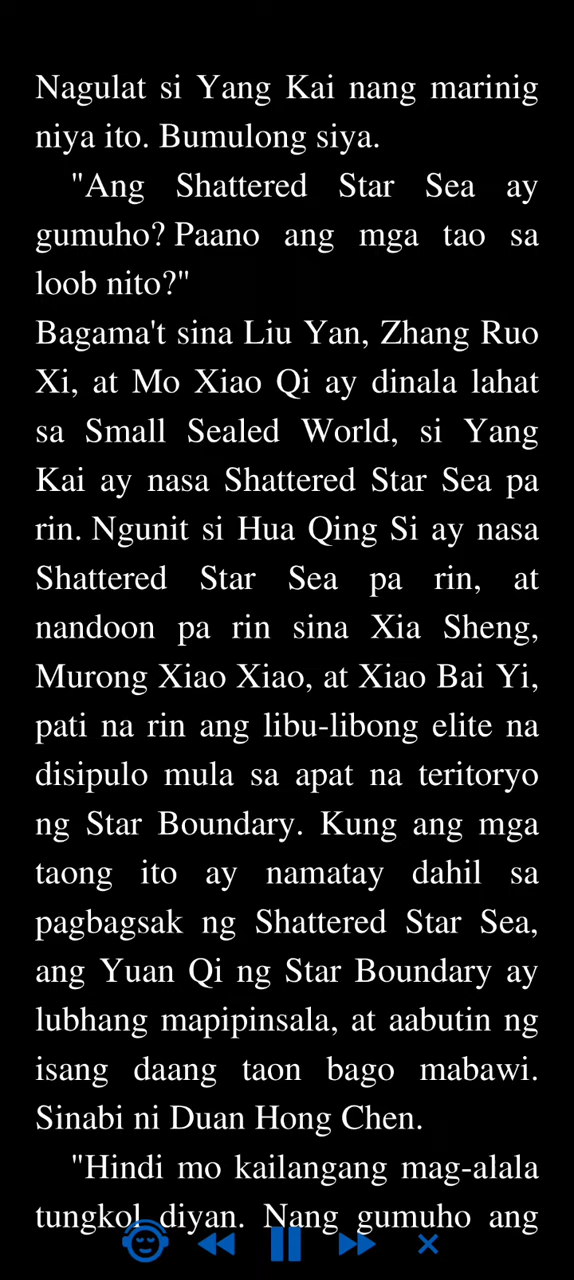 Nagulat si Yang Kai nang marinig
niya ito. Bumulong siya.
"Ang Shattered Star Sea ay
gumuho? Paano ang mga tao sa
loob nito?"
Bagama't sina Liu Yan, Zhang Ruo
Xi, at Mo Xiao Qi ay dinala lahat
sa Small Sealed World, si Yang
Kai ay nasa Shattered Star Sea pa
rin. Ngunit si Hua Qing Si ay nasa
Shattered Star Sea pa rin, at
nandoon pa rin sina Xia Sheng,
Murong Xiao Xiao, at Xiao Bai Yi,
pati na rin ang libu-libong elite na
disipulo mula sa apat na teritoryo
ng Star Boundary. Kung ang mga
taong ito ay namatay dahil sa
pagbagsak ng Shattered Star Sea,
ang Yuan Qi ng Star Boundary ay
lubhang mapipinsala, at aabutin ng
isang daang taon bago mabawi.
Sinabi ni Duan Hong Chen.
"Hindi mo kailangang mag-alala
tungkol diyan. Nang gumuho ang